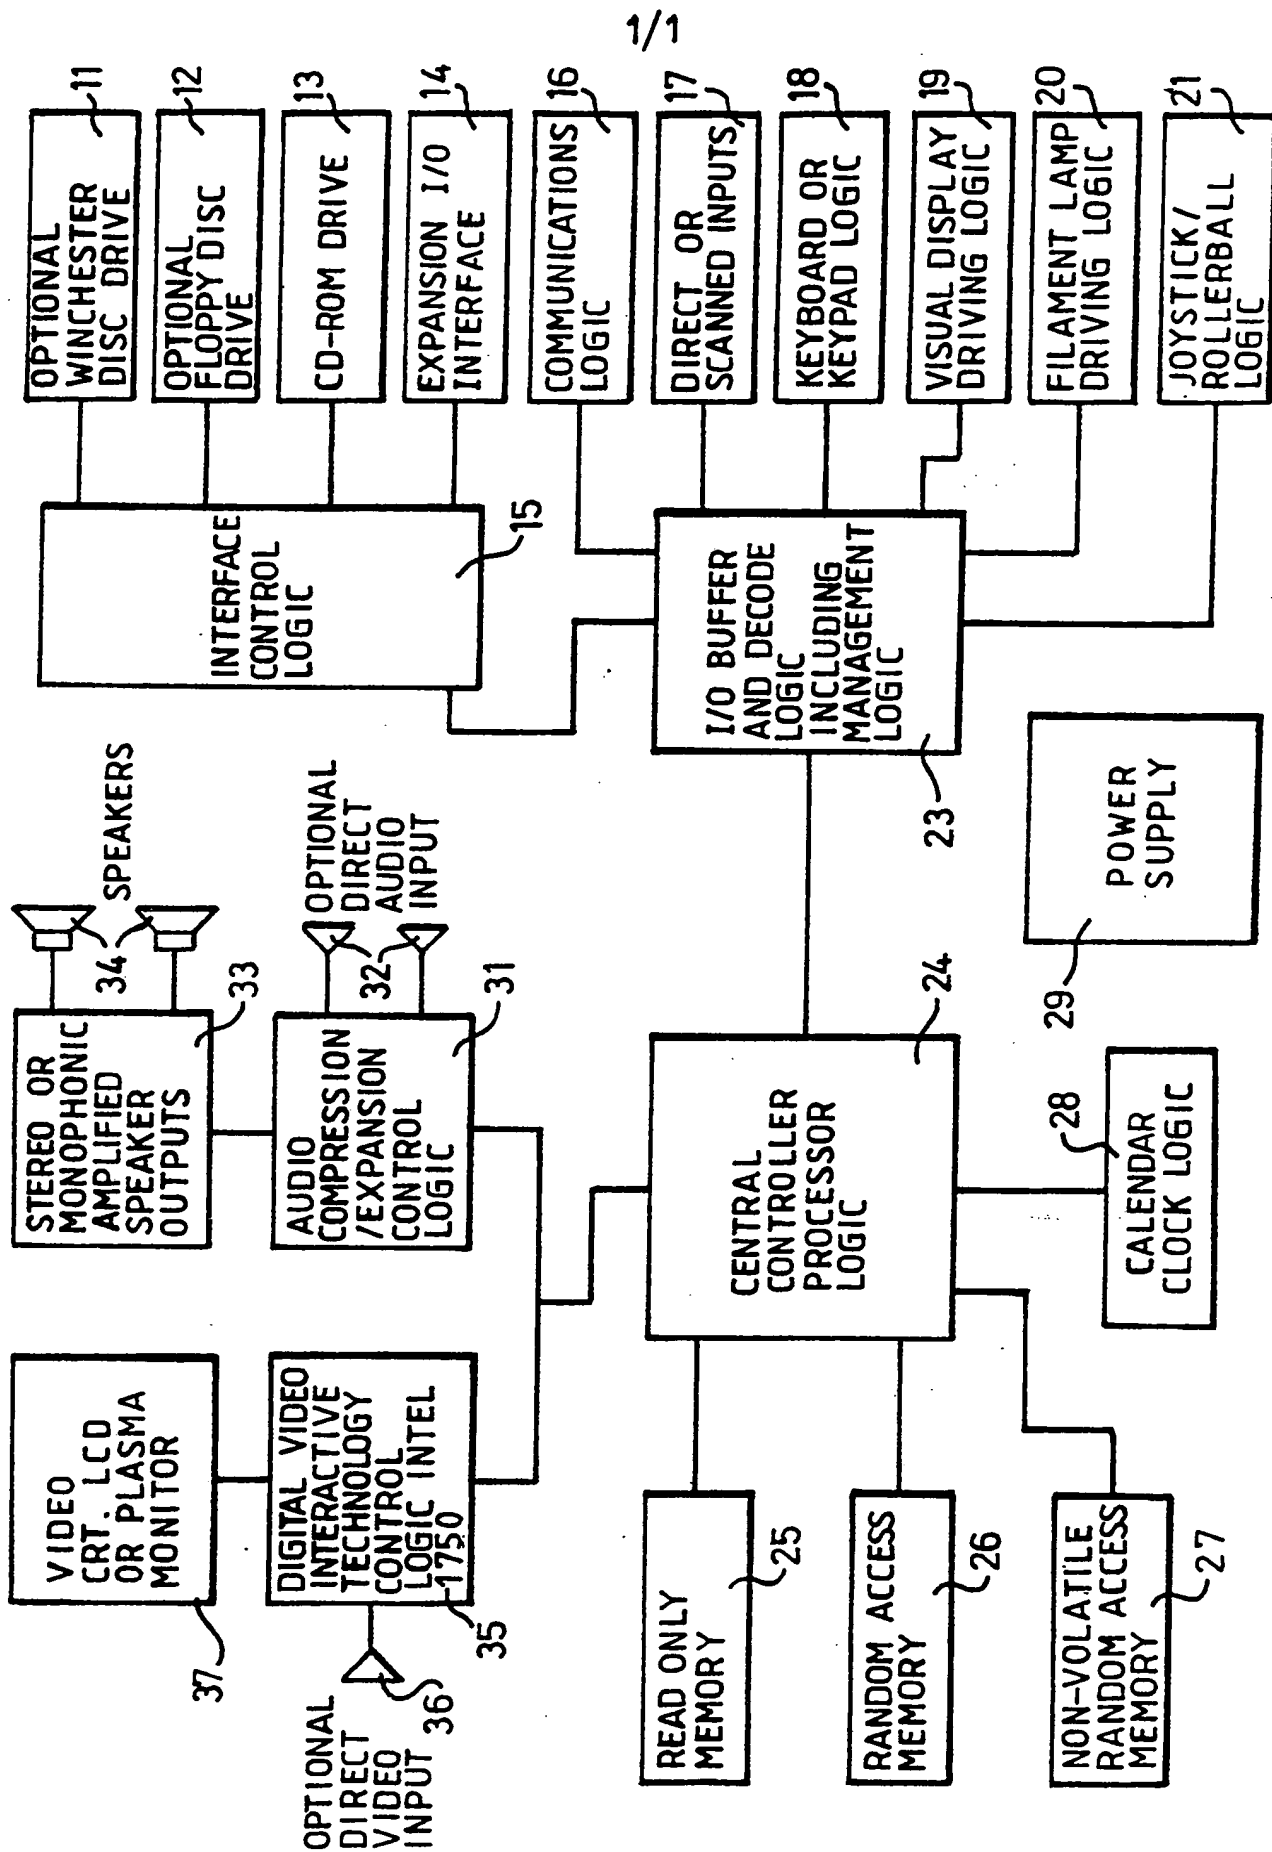 1/1
VIDEO
CRT. LCD
OR PLASMA
MONITOR
37
STEREO OR
MONOPHONIC
AMPLIFIED
SPEAKER
OUTPUTS
33
34
SPEAKERS
DIGITAL VIDEO
INTERACTIVE
TECHNOLOGY
CONTROL
LOGIC INTEL
1750
35
36
OPTIONAL
DIRECT
VIDEO
INPUT
AUDIO
COMPRESSION
/EXPANSION
CONTROL
LOGIC
31
32
OPTIONAL
DIRECT
AUDIO
INPUT
INTERFACE
CONTROL
LOGIC
15
OPTIONAL
WINCHESTER
DISC DRIVE
11
OPTIONAL
FLOPPY DISC
DRIVE
12
CD-ROM DRIVE
13
EXPANSION I/O
INTERFACE
14
COMMUNICATIONS
LOGIC
16
DIRECT OR
SCANNED INPUTS
17
KEYBOARD OR
KEYPAD LOGIC
18
VISUAL DISPLAY
DRIVING LOGIC
19
FILAMENT LAMP
DRIVING LOGIC
20
JOYSTICK/
ROLLERBALL
LOGIC
21
READ ONLY
MEMORY
25
RANDOM ACCESS
MEMORY
26
NON-VOLATILE
RANDOM ACCESS
MEMORY
27
CENTRAL
CONTROLLER
PROCESSOR
LOGIC
24
I/O BUFFER
AND DECODE
LOGIC
INCLUDING
MANAGEMENT
LOGIC
23
CALENDAR
CLOCK LOGIC
28
POWER
SUPPLY
29